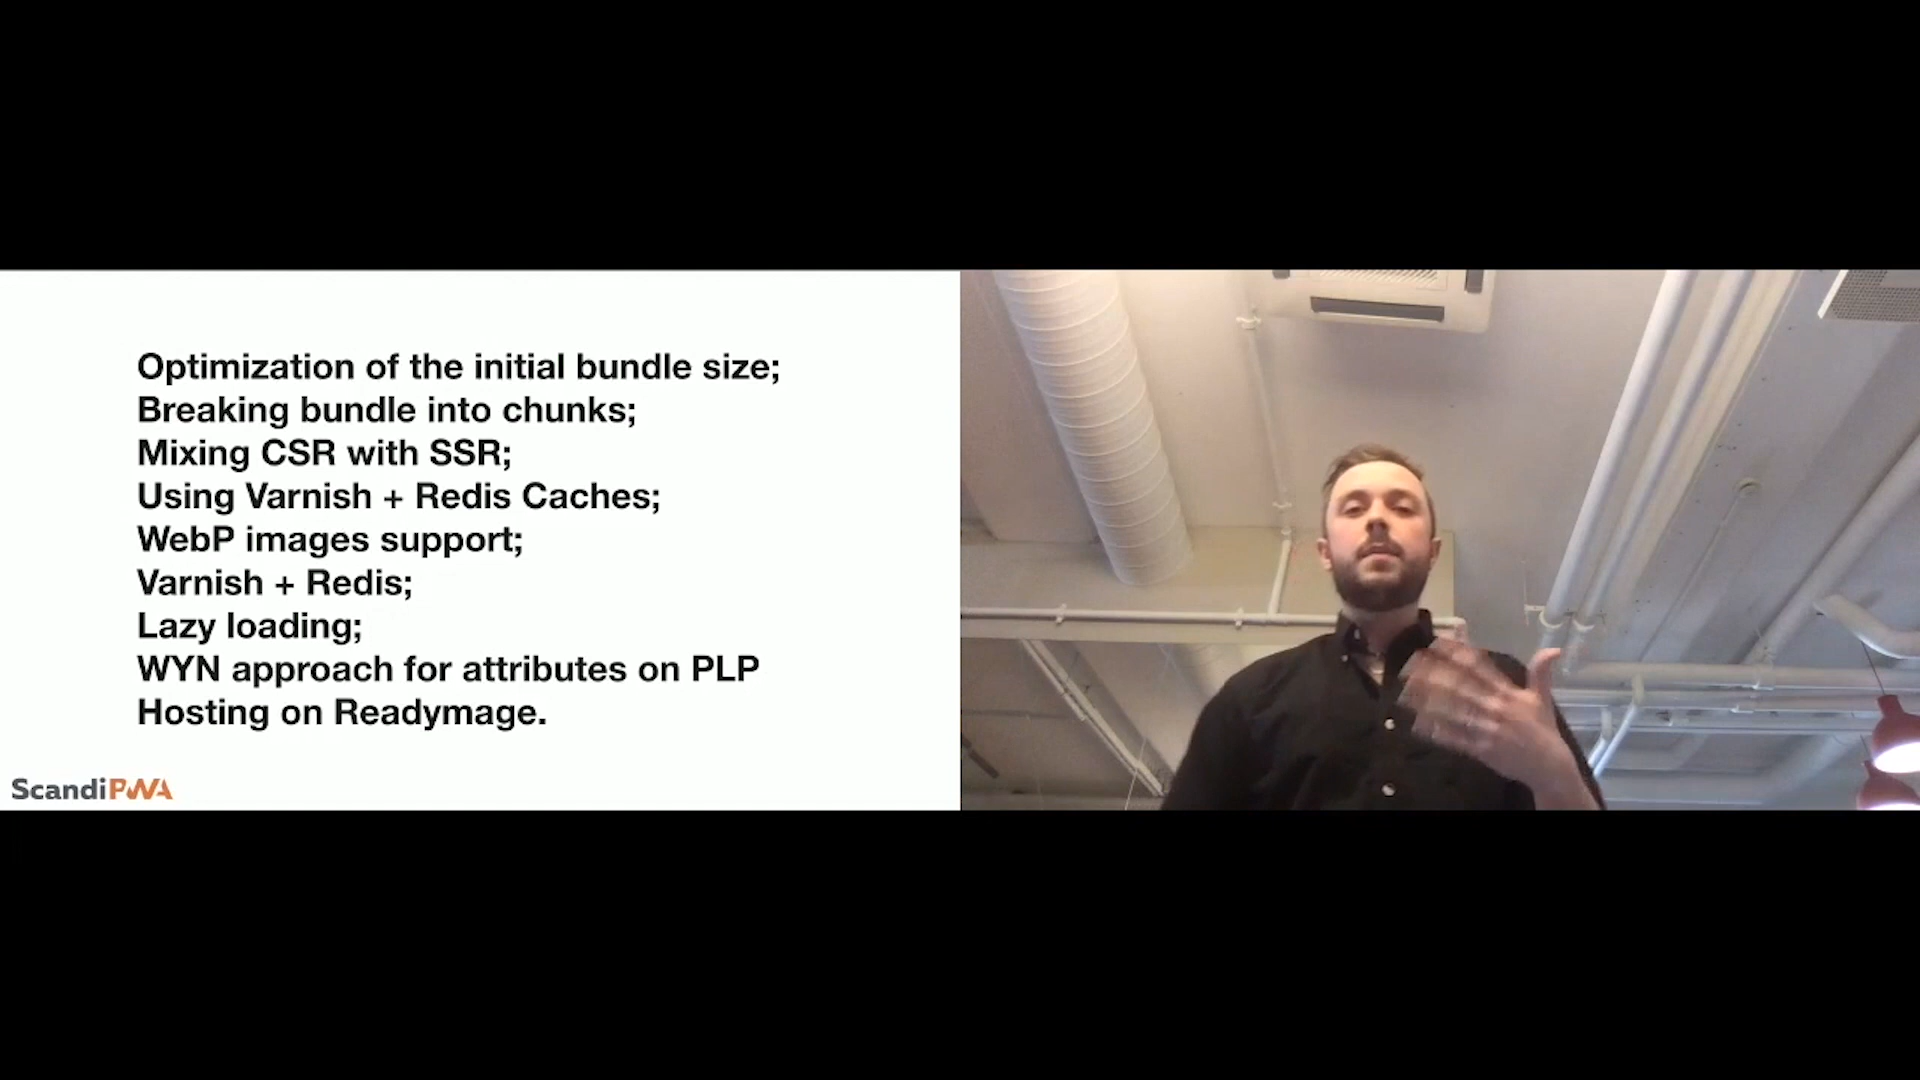 Optimization of the initial bundle size;
Breaking bundle into chunks;
Mixing CSR with SSR;
Using Varnish + Redis Caches;
WebP images support;
Varnish + Redis;
Lazy loading;
WYN approach for attributes on PLP
Hosting on Readymage.
ScandiPWA